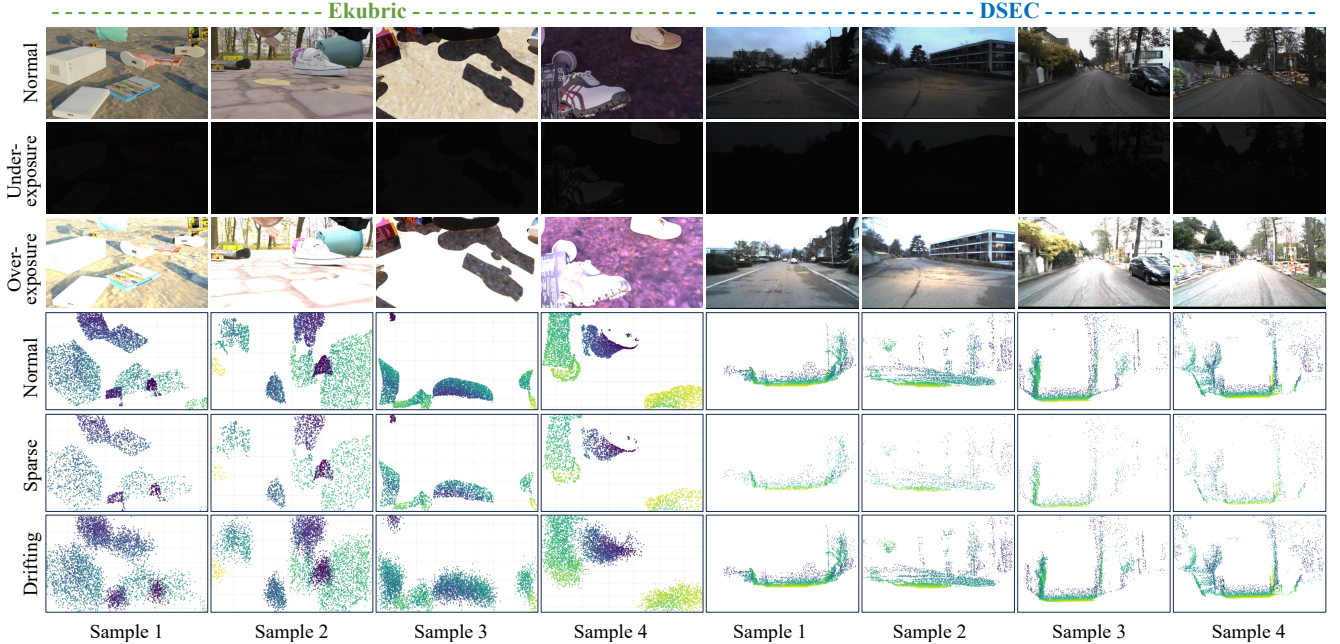 Ekubric
DSEC
Normal
Under-
exposure
Over-
exposure
Normal
Sparse
Drifting
Sample 1
Sample 2
Sample 3
Sample 4
Sample 1
Sample 2
Sample 3
Sample 4